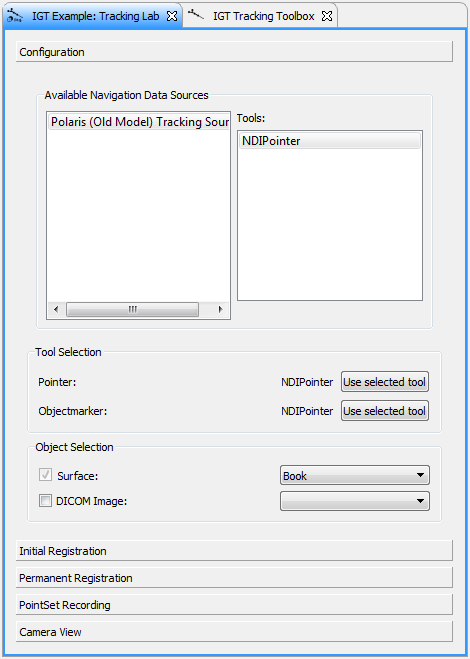 IGT Example: Tracking Lab
IGT Tracking Toolbox
Configuration
Available Navigation Data Sources
Polaris (Old Model) Tracking Sour
Tools:
NDIPointer
Tool Selection
Pointer: NDIPointer Use selected tool
Objectmarker: NDIPointer Use selected tool
Object Selection
Surface: Book
DICOM Image:
Initial Registration
Permanent Registration
PointSet Recording
Camera View